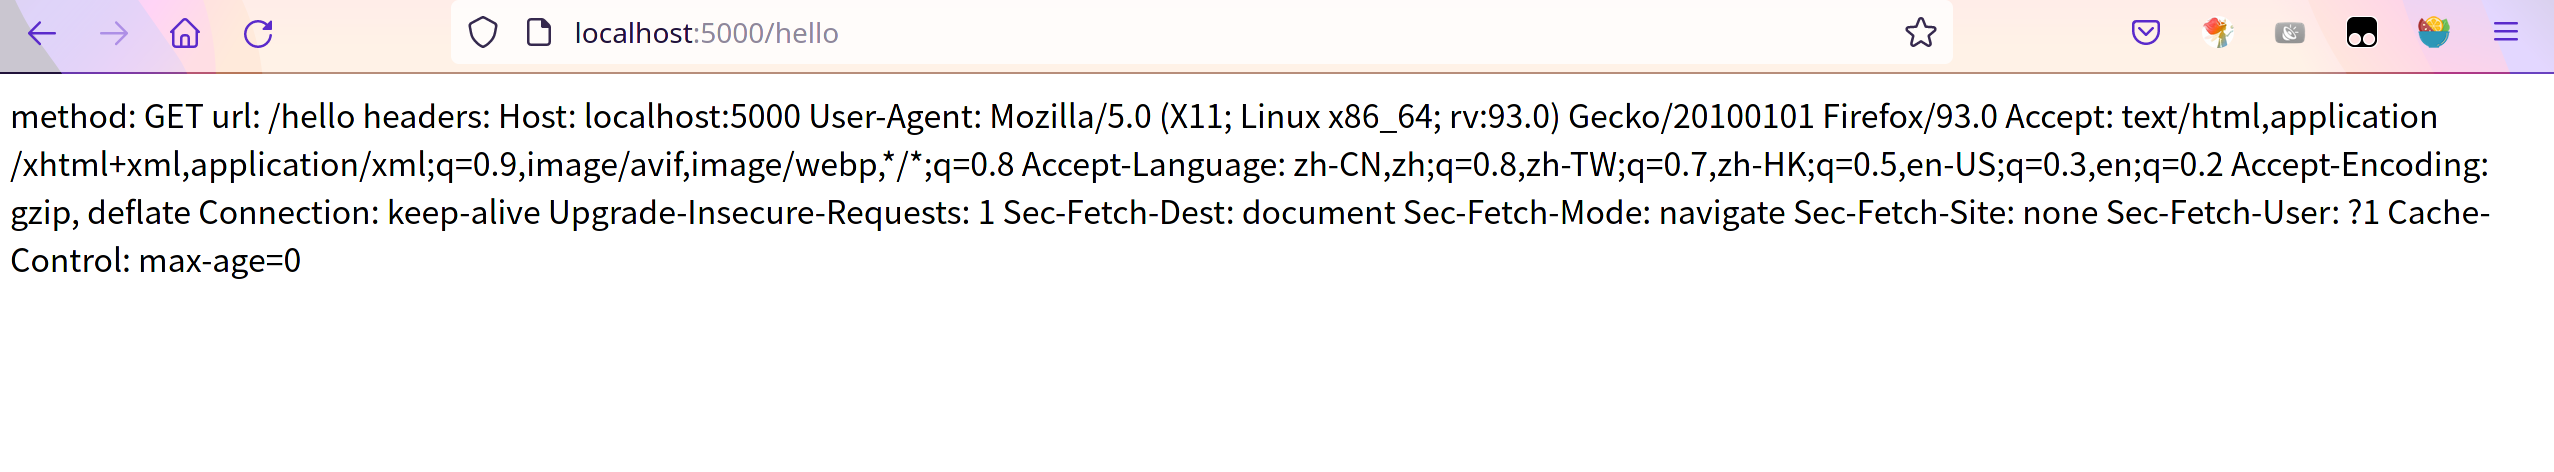 localhost:5000/hello
method: GET url: /hello headers: Host: localhost:5000 User-Agent: Mozilla/5.0 (X11; Linux x86_64; rv:93.0) Gecko/20100101 Firefox/93.0 Accept: text/html,application
/xhtml+xml,application/xml;q=0.9,image/avif,image/webp,*/*;q=0.8 Accept-Language: zh-CN,zh;q=0.8,zh-TW;q=0.7,zh-HK;q=0.5,en-US;q=0.3,en;q=0.2 Accept-Encoding:
gzip, deflate Connection: keep-alive Upgrade-Insecure-Requests: 1 Sec-Fetch-Dest: document Sec-Fetch-Mode: navigate Sec-Fetch-Site: none Sec-Fetch-User: ?1 Cache-
Control: max-age=0